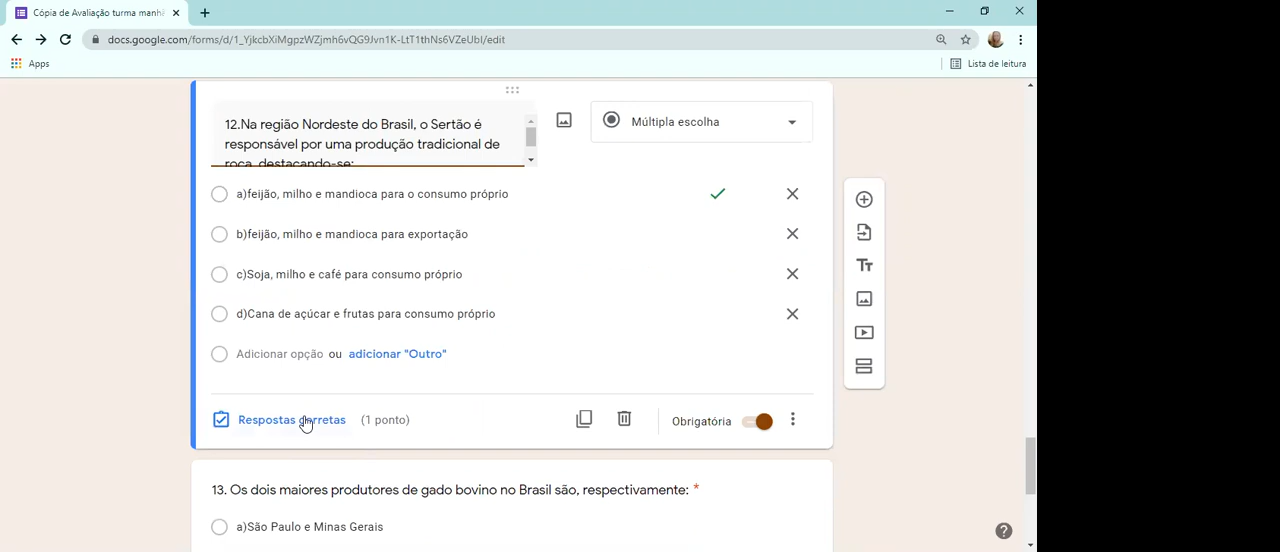 Cópia de Avaliação turma manhã
docs.google.com/forms/d/1_YjkcbXiMgpzWZjmh6vQG9Jvn1K-LtT1thNs6VZeUbI/edit
Apps
Lista de leitura
12.Na região Nordeste do Brasil, o Sertão é
responsável por uma produção tradicional de
roça, destacando-se:
Múltipla escolha
a)feijão, milho e mandioca para o consumo próprio
b)feijão, milho e mandioca para exportação
c)Soja, milho e café para consumo próprio
d)Cana de açúcar e frutas para consumo próprio
Adicionar opção ou adicionar "Outro"
Respostas corretas (1 ponto)
Obrigatória
13. Os dois maiores produtores de gado bovino no Brasil são, respectivamente: *
a)São Paulo e Minas Gerais